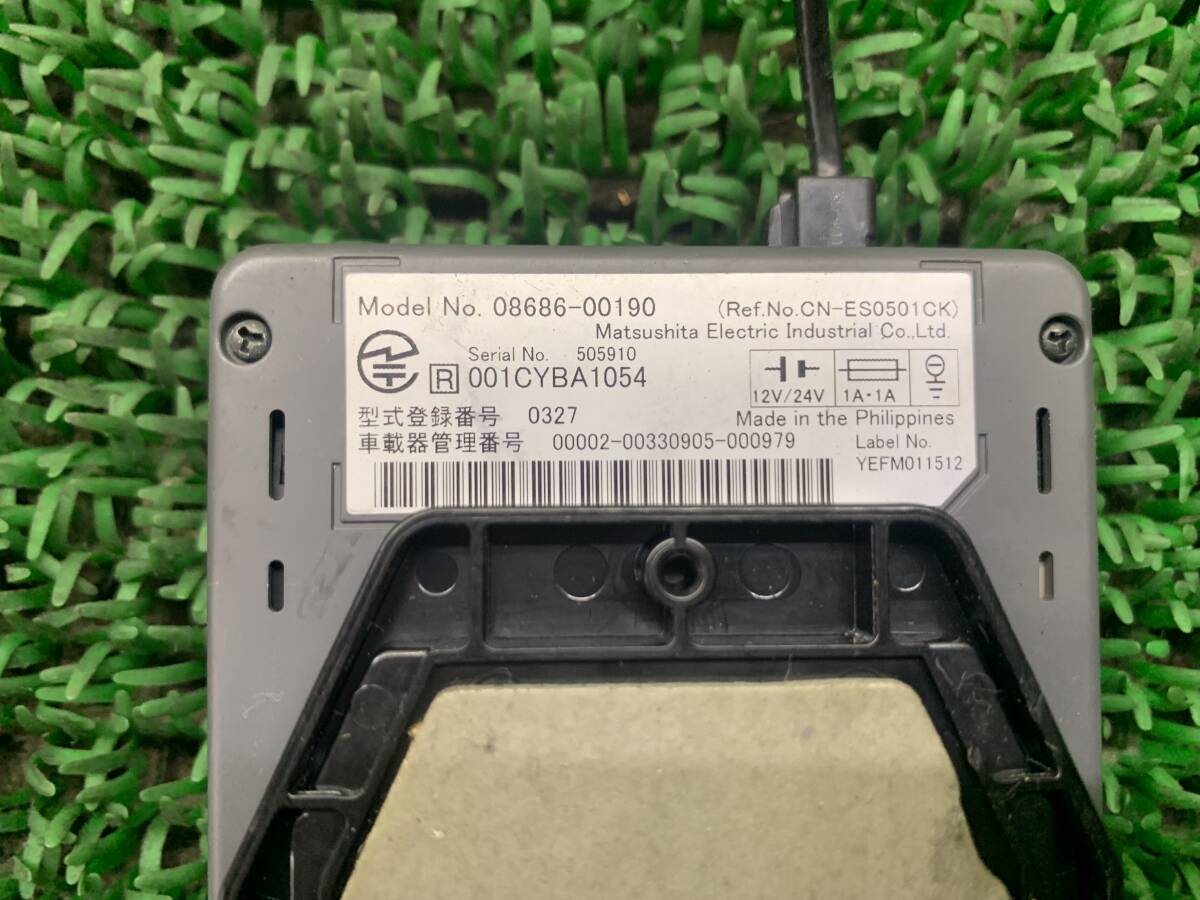 Model No. 08686-00190 (Ref.No.CN-ES0501CK)
Matsushita Electric Industrial Co.,Ltd.
Serial No. 505910
R 001CYBA1054
12V/24V 1A・1A
型式登録番号 0327 Made in the Philippines
車載器管理番号 00002-00330905-000979 Label No.
YEFM011512